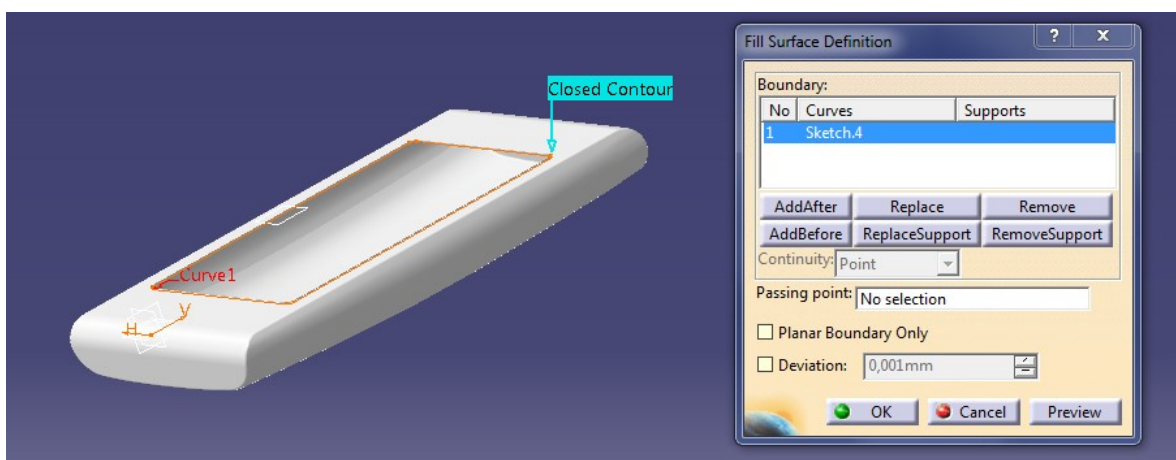 Closed Contour
Curve1
H
V
Fill Surface Definition
? X
Boundary:
No Curves Supports
1 Sketch.4
AddAfter Replace Remove
AddBefore ReplaceSupport RemoveSupport
Continuity: Point
Passing point: No selection
Planar Boundary Only
Deviation: 0,001mm
OK Cancel Preview